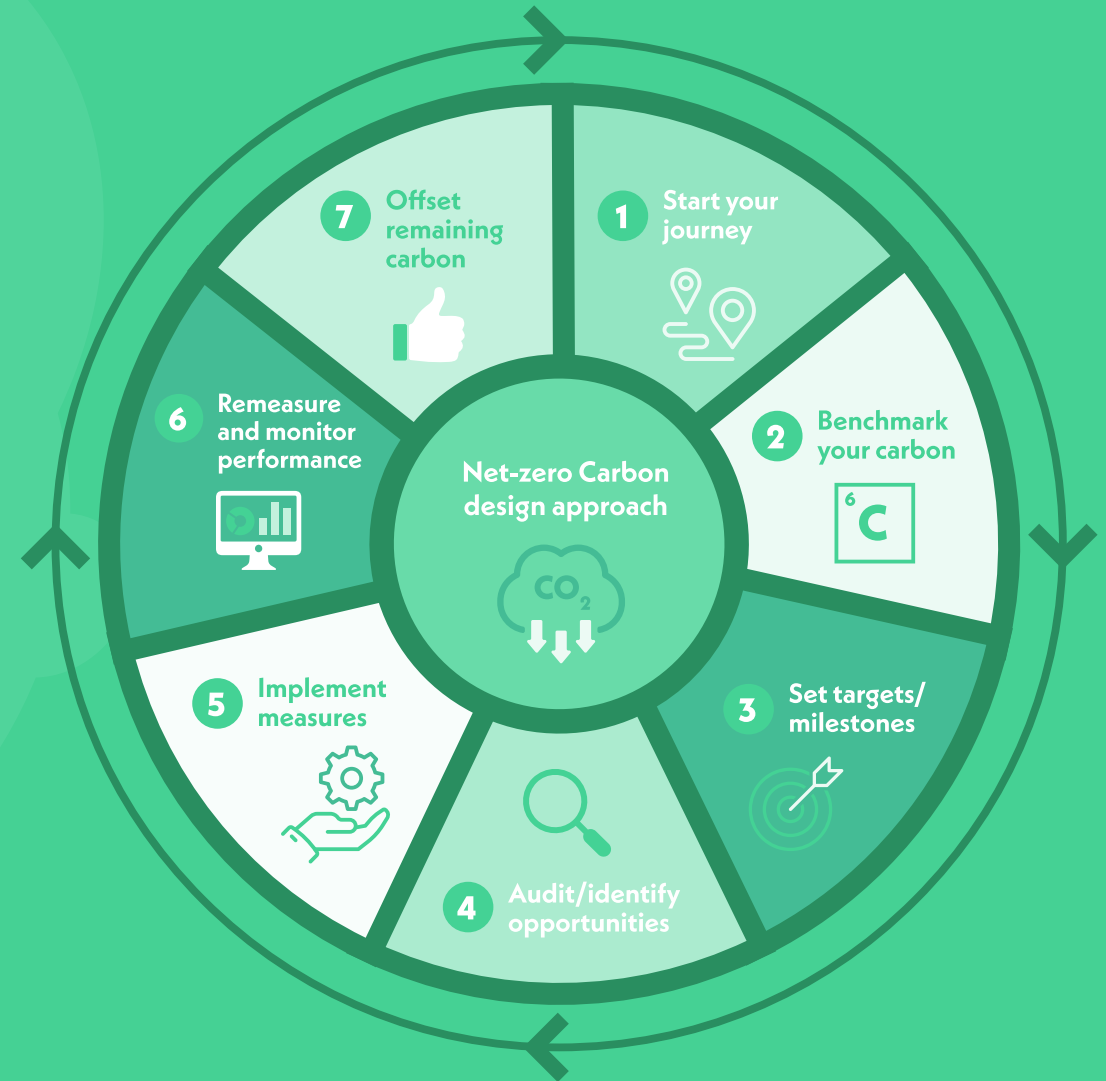 Net-zero Carbon
design approach
CO2
1
Start your
journey
2
Benchmark
your carbon
6
C
3
Set targets/
milestones
4
Audit/identify
opportunities
5
Implement
measures
6
Remeasure
and monitor
performance
7
Offset
remaining
carbon